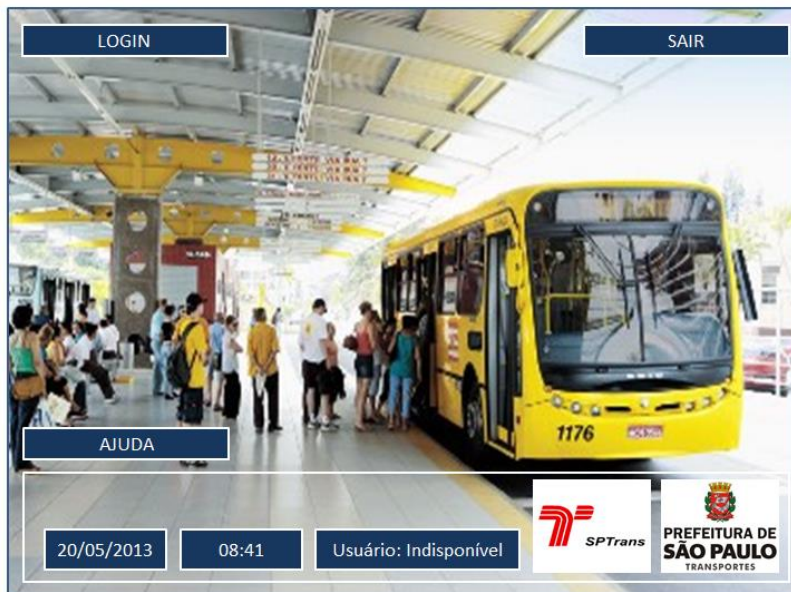 LOGIN
SAIR
1176
AJUDA
20/05/2013
08:41
Usuário: Indisponível
SPTrans
PREFEITURA DE
SÃO PAULO
TRANSPORTES